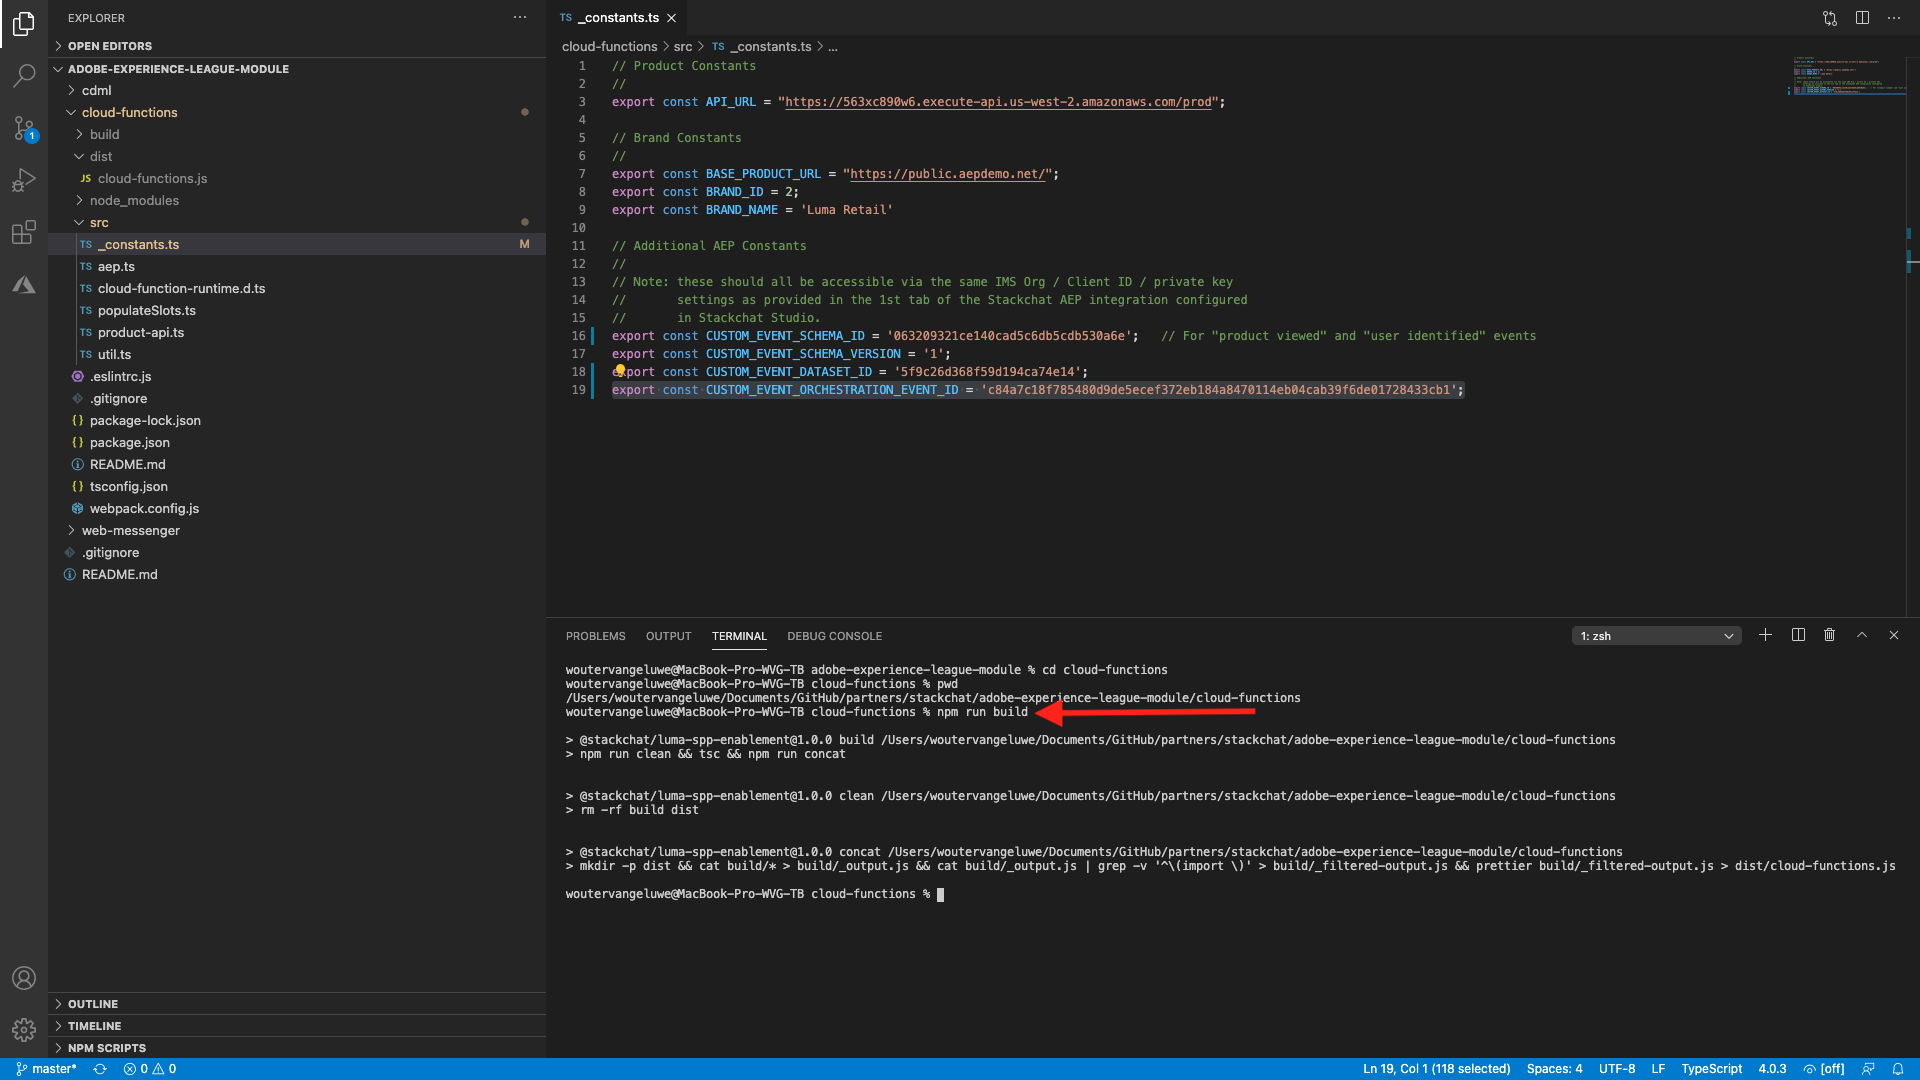 EXPLORER
OPEN EDITORS
ADOBE-EXPERIENCE-LEAGUE-MODULE
cdml
cloud-functions
build
dist
JS cloud-functions.js
node_modules
src
TS _constants.ts M
TS aep.ts
TS cloud-function-runtime.d.ts
TS populateSlots.ts
TS product-api.ts
TS util.ts
.eslintrc.js
.gitignore
{} package-lock.json
{} package.json
README.md
{} tsconfig.json
webpack.config.js
web-messenger
.gitignore
README.md
OUTLINE
TIMELINE
NPM SCRIPTS
1
TS _constants.ts
cloud-functions > src > TS _constants.ts > ...
1 // Product Constants
2 //
3 export const API_URL = "https://563xc890w6.execute-api.us-west-2.amazonaws.com/prod";
4
5 // Brand Constants
6 //
7 export const BASE_PRODUCT_URL = "https://public.aepdemo.net/";
8 export const BRAND_ID = 2;
9 export const BRAND_NAME = 'Luma Retail'
10
11 // Additional AEP Constants
12 //
13 // Note: these should all be accessible via the same IMS Org / Client ID / private key
14 // settings as provided in the 1st tab of the Stackchat AEP integration configured
15 // in Stackchat Studio.
16 export const CUSTOM_EVENT_SCHEMA_ID = '063209321ce140cad5c6db5cdb530a6e'; // For "product viewed" and "user identified" events
17 export const CUSTOM_EVENT_SCHEMA_VERSION = '1';
18 export const CUSTOM_EVENT_DATASET_ID = '5f9c26d368f59d194ca74e14';
19 export const CUSTOM_EVENT_ORCHESTRATION_EVENT_ID = 'c84a7c18f785480d9de5ecef372eb184a8470114eb04cab39f6de01728433cb1';
PROBLEMS OUTPUT TERMINAL DEBUG CONSOLE 1: zsh
woutervangeluwe@MacBook-Pro-WVG-TB adobe-experience-league-module % cd cloud-functions
woutervangeluwe@MacBook-Pro-WVG-TB cloud-functions % pwd
/Users/woutervangeluwe/Documents/GitHub/partners/stackchat/adobe-experience-league-module/cloud-functions
woutervangeluwe@MacBook-Pro-WVG-TB cloud-functions % npm run build
> @stackchat/luma-spp-enablement@1.0.0 build /Users/woutervangeluwe/Documents/GitHub/partners/stackchat/adobe-experience-league-module/cloud-functions
> npm run clean && tsc && npm run concat
> @stackchat/luma-spp-enablement@1.0.0 clean /Users/woutervangeluwe/Documents/GitHub/partners/stackchat/adobe-experience-league-module/cloud-functions
> rm -rf build dist
> @stackchat/luma-spp-enablement@1.0.0 concat /Users/woutervangeluwe/Documents/GitHub/partners/stackchat/adobe-experience-league-module/cloud-functions
> mkdir -p dist && cat build/* > build/_output.js && cat build/_output.js | grep -v '^\(import \)' > build/_filtered-output.js && prettier build/_filtered-output.js > dist/cloud-functions.js
woutervangeluwe@MacBook-Pro-WVG-TB cloud-functions %
master* 0 0 Ln 19, Col 1 (118 selected) Spaces: 4 UTF-8 LF TypeScript 4.0.3 [off]